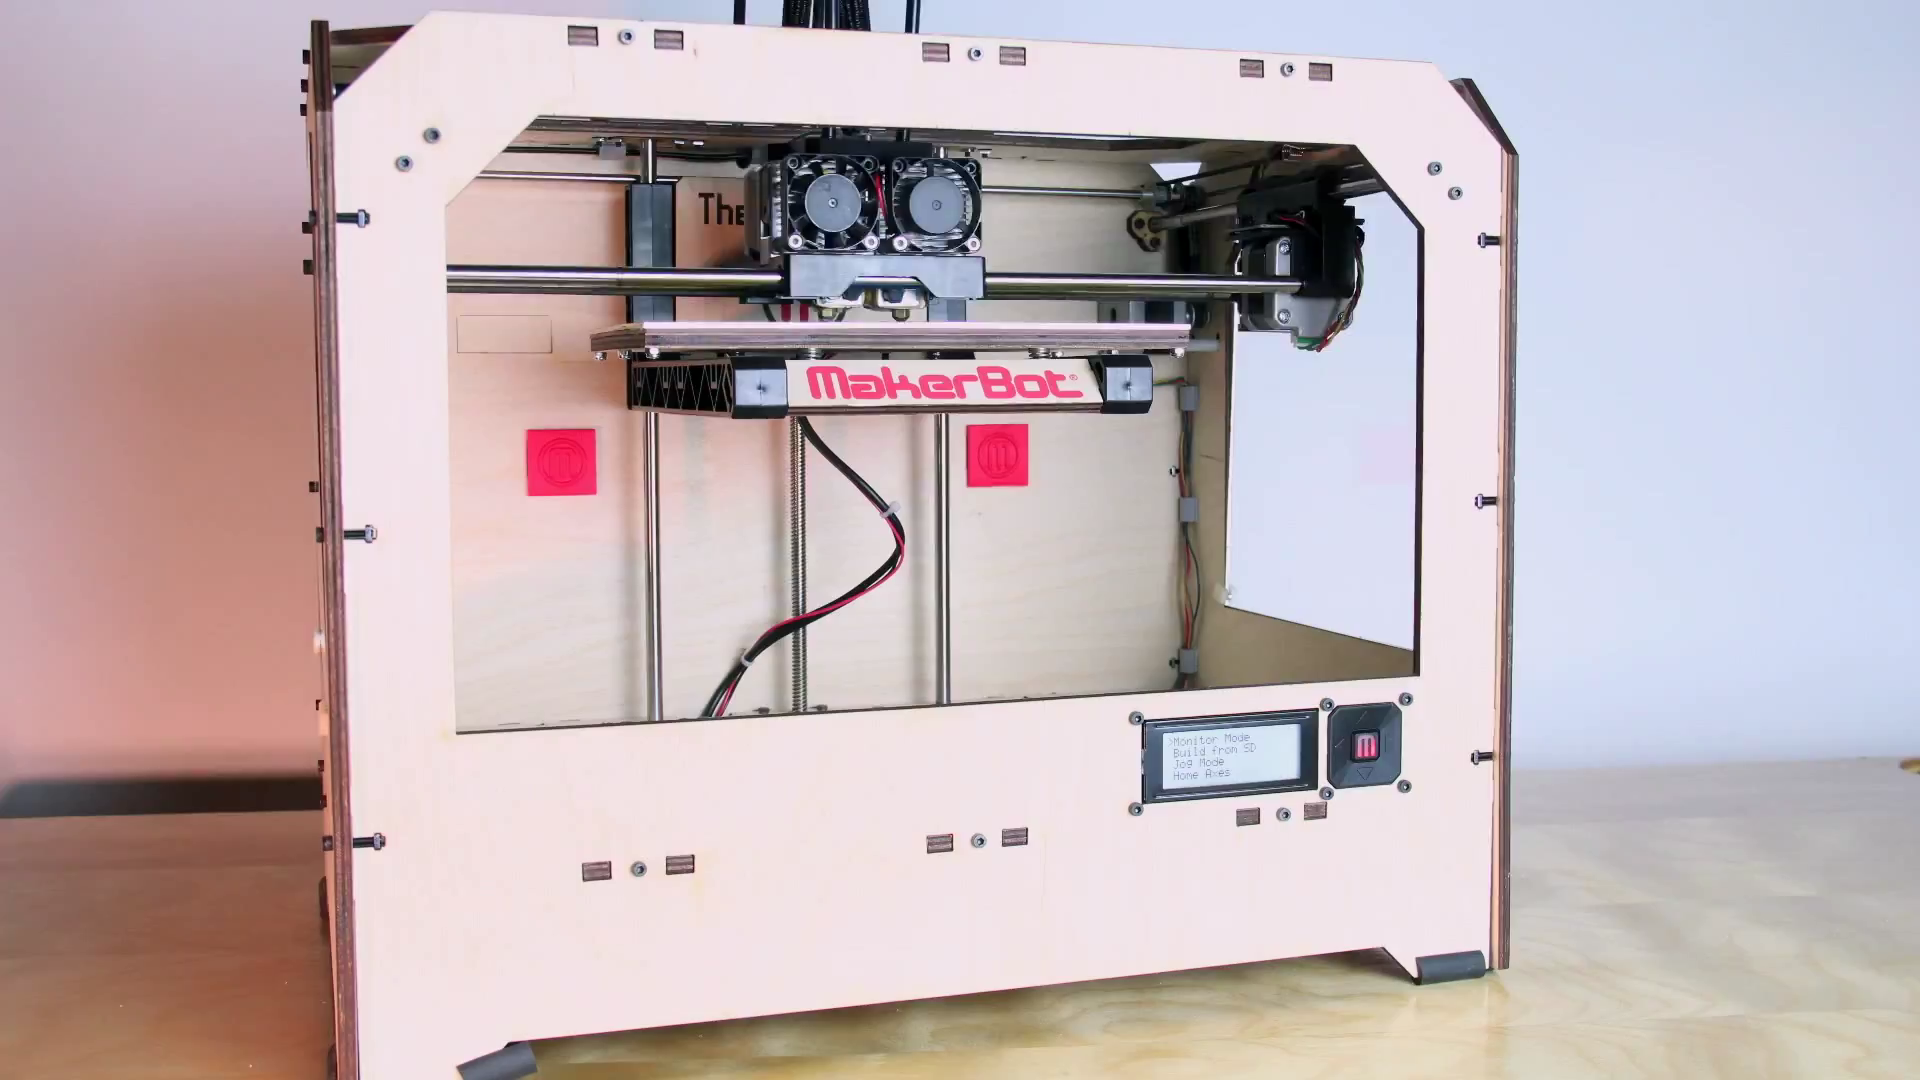 The
MakerBot®
>Monitor Mode
Build from SD
Jog Mode
Home Axes